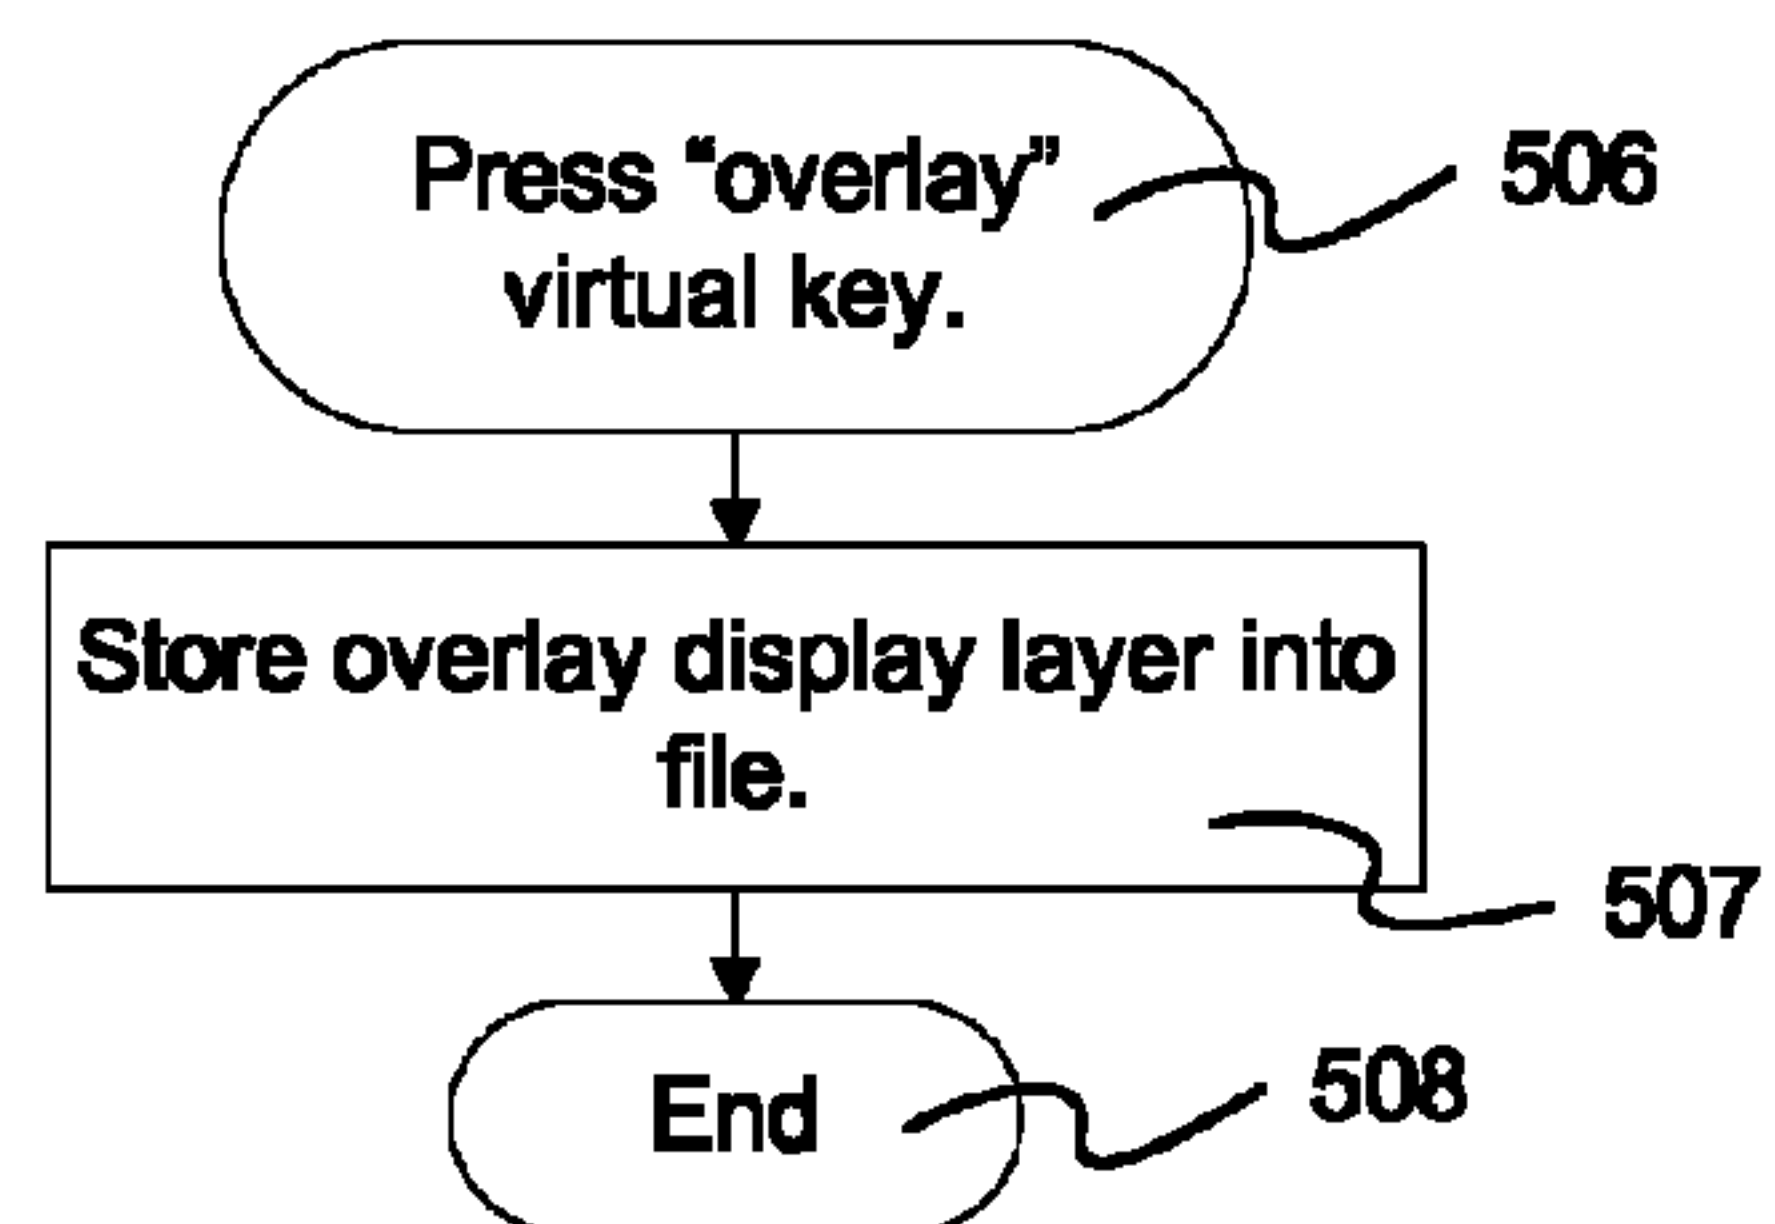 Press “overlay”
virtual key.
506
Store overlay display layer into
file.
507
End
508